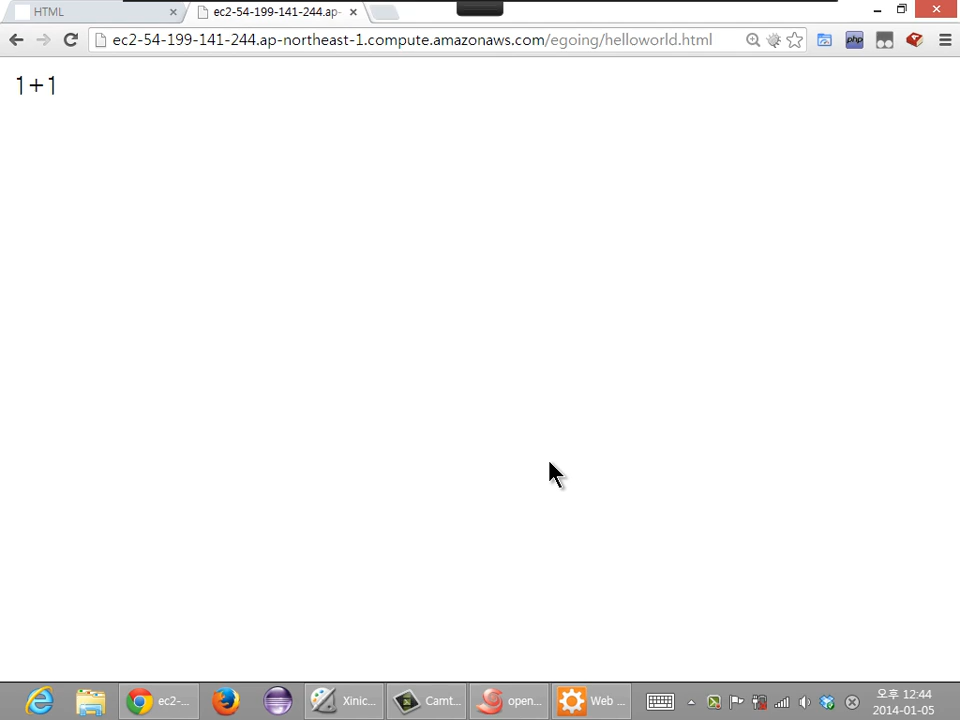 HTML
ec2-54-199-141-244.ap-
ec2-54-199-141-244.ap-northeast-1.compute.amazonaws.com/egoing/helloworld.html
php
1+1
ec2-...
Xinic...
Camt...
open...
Web ...
오후 12:44
2014-01-05